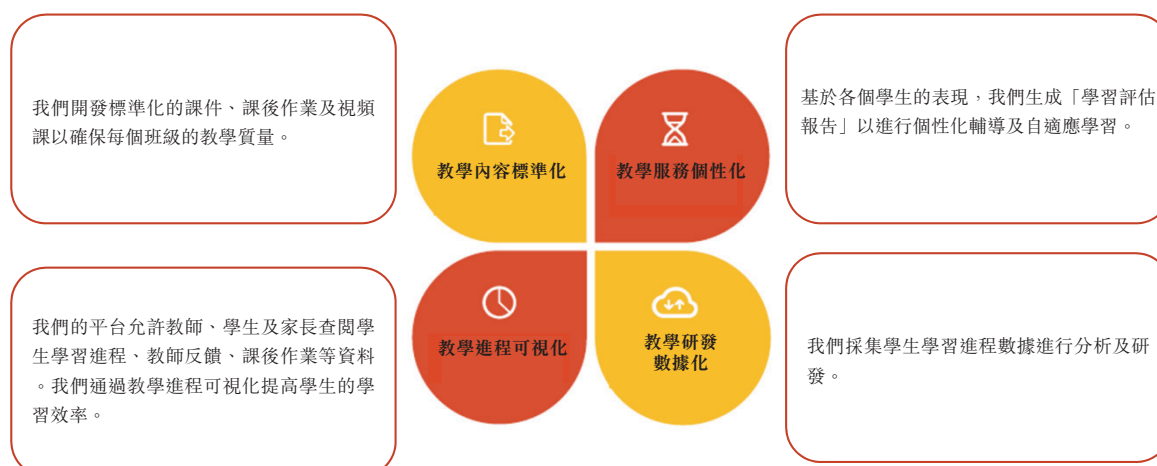 我們開發標準化的課件、課後作業及視頻
課以確保每個班級的教學質量。
教學內容標準化
教學服務個性化
基於各個學生的表現，我們生成「學習評估
報告」以進行個性化輔導及自適應學習。
我們的平台允許教師、學生及家長查閱學
生學習進程、教師反饋、課後作業等資料
。我們通過教學進程可視化提高學生的學
習效率。
教學進程可視化
教學研發
數據化
我們採集學生學習進程數據進行分析及研
發。